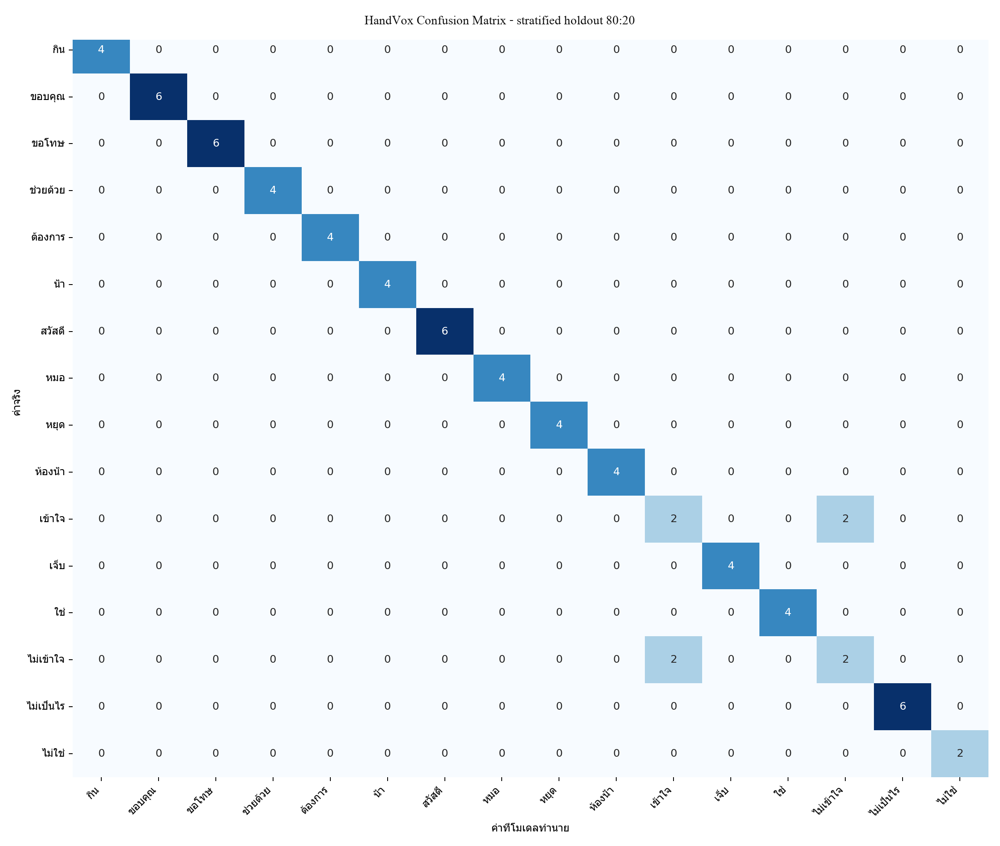 HandVox Confusion Matrix - stratified holdout 80:20
กิน 4 0 0 0 0 0 0 0 0 0 0 0 0 0 0 0
ขอบคุณ 0 6 0 0 0 0 0 0 0 0 0 0 0 0 0 0
ขอโทษ 0 0 6 0 0 0 0 0 0 0 0 0 0 0 0 0
ช่วยด้วย 0 0 0 4 0 0 0 0 0 0 0 0 0 0 0 0
ต้องการ 0 0 0 0 4 0 0 0 0 0 0 0 0 0 0 0
น้ำ 0 0 0 0 0 4 0 0 0 0 0 0 0 0 0 0
สวัสดี 0 0 0 0 0 0 6 0 0 0 0 0 0 0 0 0
หมอ 0 0 0 0 0 0 0 4 0 0 0 0 0 0 0 0
หยุด 0 0 0 0 0 0 0 0 4 0 0 0 0 0 0 0
ห้องน้ำ 0 0 0 0 0 0 0 0 0 4 0 0 0 0 0 0
เข้าใจ 0 0 0 0 0 0 0 0 0 0 2 0 0 2 0 0
เจ็บ 0 0 0 0 0 0 0 0 0 0 0 4 0 0 0 0
ใช่ 0 0 0 0 0 0 0 0 0 0 0 0 4 0 0 0
ไม่เข้าใจ 0 0 0 0 0 0 0 0 0 0 2 0 0 2 0 0
ไม่เป็นไร 0 0 0 0 0 0 0 0 0 0 0 0 0 0 6 0
ไม่ใช่ 0 0 0 0 0 0 0 0 0 0 0 0 0 0 0 2
ค่าจริง
กิน ขอบคุณ ขอโทษ ช่วยด้วย ต้องการ น้ำ สวัสดี หมอ หยุด ห้องน้ำ เข้าใจ เจ็บ ใช่ ไม่เข้าใจ ไม่เป็นไร ไม่ใช่
ค่าที่โมเดลทำนาย